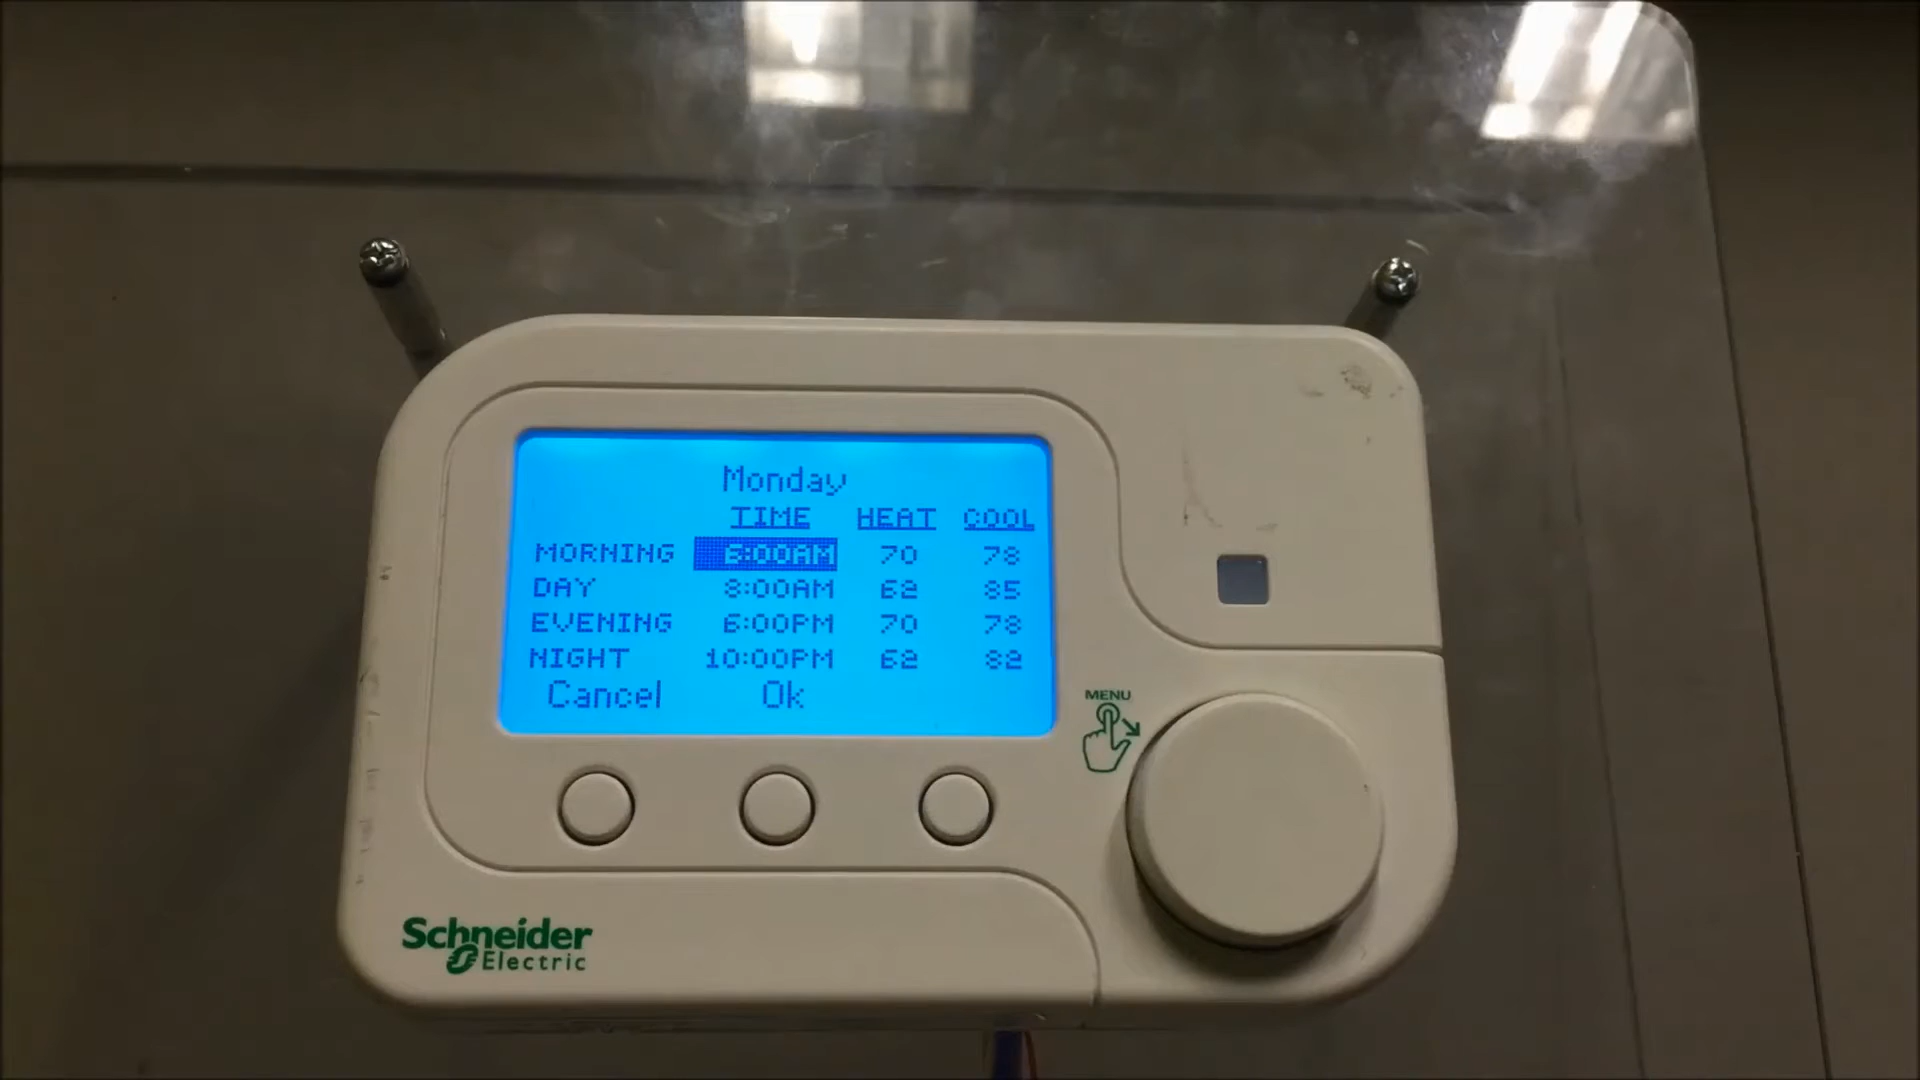 Monday
TIME HEAT COOL
MORNING 6:00AM 70 78
DAY 8:00AM 62 85
EVENING 6:00PM 70 78
NIGHT 10:00PM 62 82
Cancel Ok
MENU
Schneider
Electric